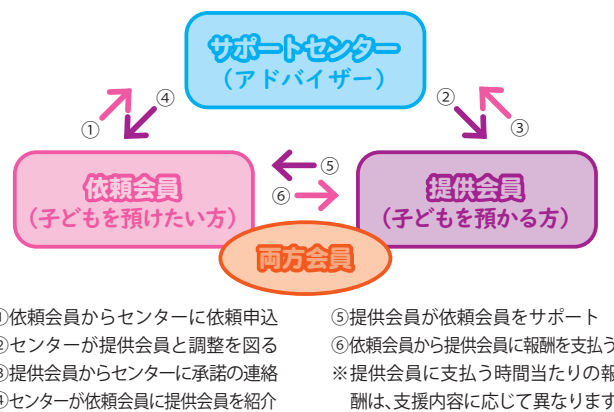 サポートセンター
（アドバイザー）
④
②
①
③
依頼会員
（子どもを預けたい方）
⑤
⑥
提供会員
（子どもを預かる方）
両方会員
①依頼会員からセンターに依頼申込
②センターが提供会員と調整を図る
③提供会員からセンターに承諾の連絡
④センターが依頼会員に提供会員を紹介
⑤提供会員が依頼会員をサポート
⑥依頼会員から提供会員に報酬を支払う
※提供会員に支払う時間当たりの報
酬は、支援内容に応じて異なります